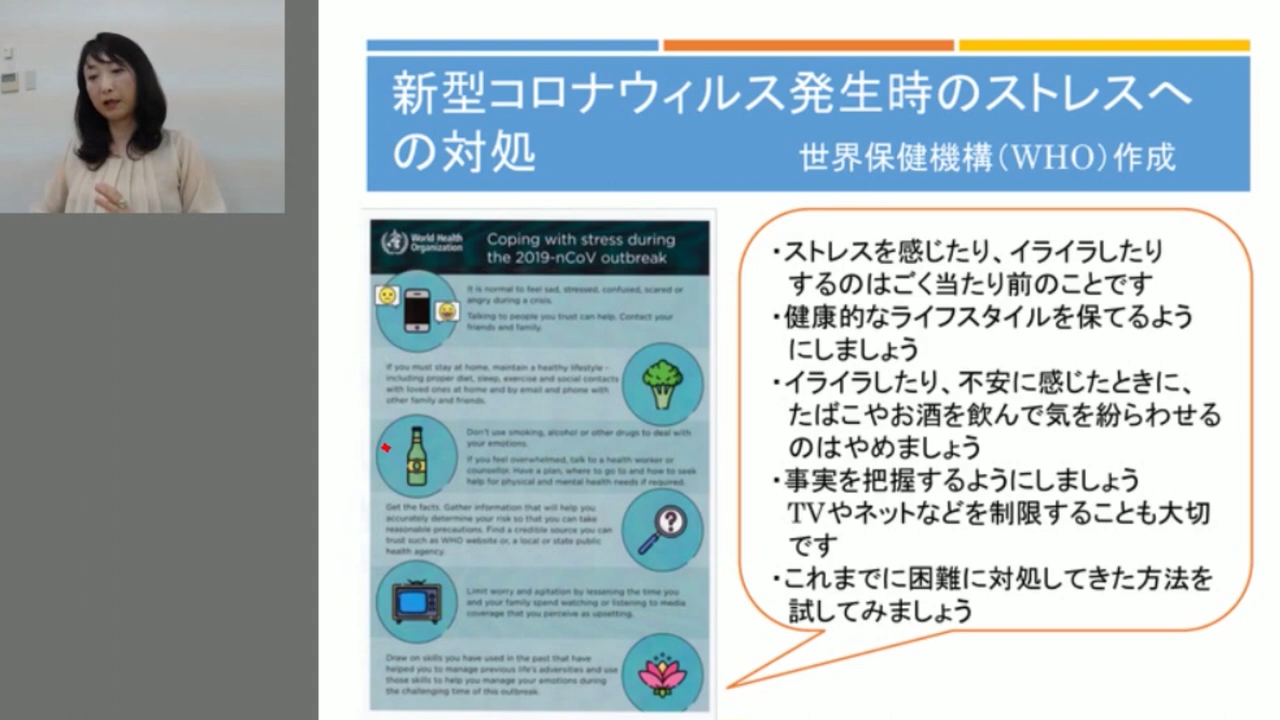 新型コロナウィルス発生時のストレスへ
の対処
世界保健機構（WHO）作成
World Health
Organization
Coping with stress during
the 2019-nCoV outbreak
It is normal to feel sad, stressed, confused, scared or
angry during a crisis.
Talking to people you trust can help. Contact your
friends and family.
If you must stay at home, maintain a healthy lifestyle -
including proper diet, sleep, exercise and social contacts
with loved ones at home and by email and phone with
other family and friends.
Don't use smoking, alcohol or other drugs to deal with
your emotions.
If you feel overwhelmed, talk to a health worker or
counsellor. Have a plan, where to go to and how to seek
help for physical and mental health needs if required.
Get the facts. Gather information that will help you
accurately determine your risk so that you can take
reasonable precautions. Find a credible source you can
trust such as WHO website or, a local or state public
health agency.
Limit worry and agitation by lessening the time you
and your family spend watching or listening to media
coverage that you perceive as upsetting.
Draw on skills you have used in the past that have
helped you to manage previous life's adversities and use
those skills to help you manage your emotions during
the challenging time of this outbreak.
・ストレスを感じたり、イライラしたり
するのはごく当たり前のことです
・健康的なライフスタイルを保てるよう
にしましょう
・イライラしたり、不安に感じたときに、
たばこやお酒を飲んで気を紛らわせる
のはやめましょう
・事実を把握するようにしましょう
TVやネットなどを制限することも大切
です
・これまでに困難に対処してきた方法を
試してみましょう